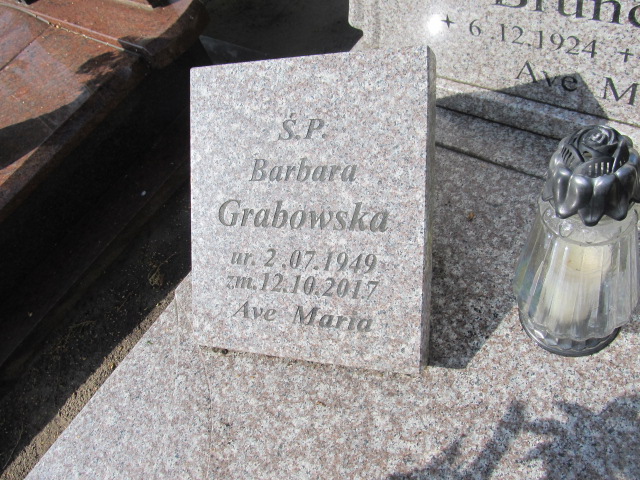 Ś.P.
Barbara
Grabowska
ur. 2.07.1949
zm.12.10.2017
Ave Maria
* 6.12.1924 +
Ave